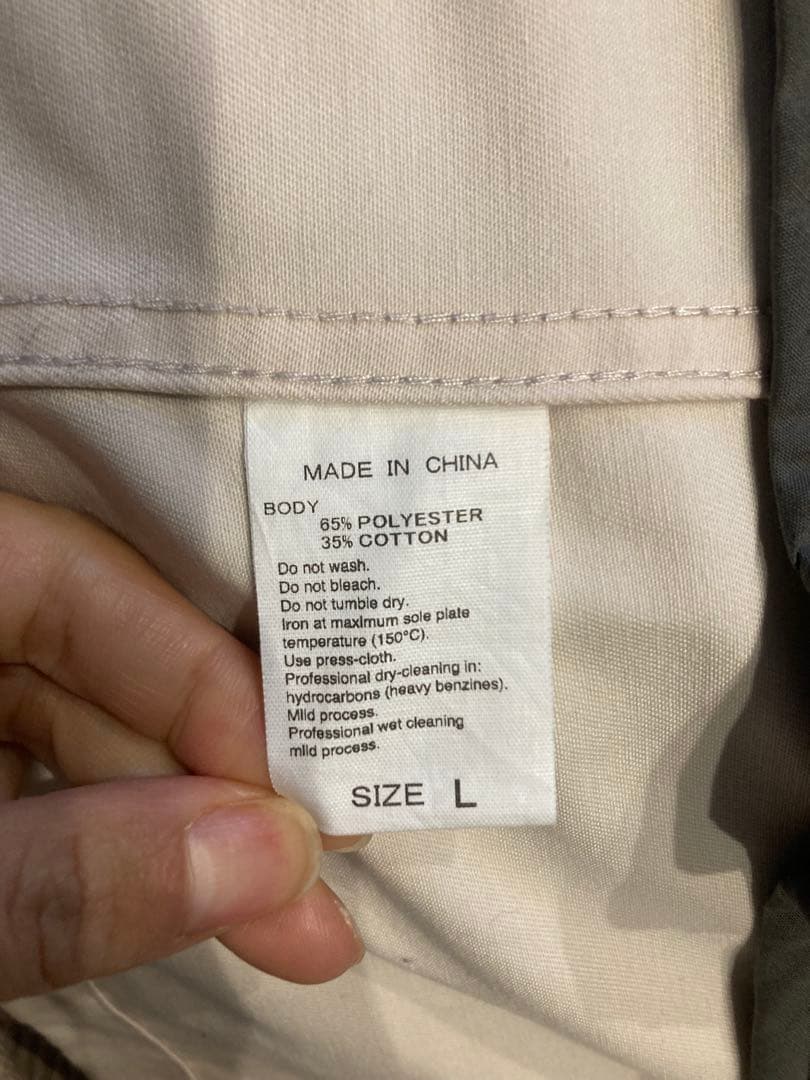 MADE IN CHINA
BODY
65% POLYESTER
35% COTTON
Do not wash.
Do not bleach.
Do not tumble dry.
Iron at maximum sole plate
temperature (150°C).
Use press-cloth.
Professional dry-cleaning in:
hydrocarbons (heavy benzines).
Mild process.
Professional wet cleaning
mild process.
SIZE L